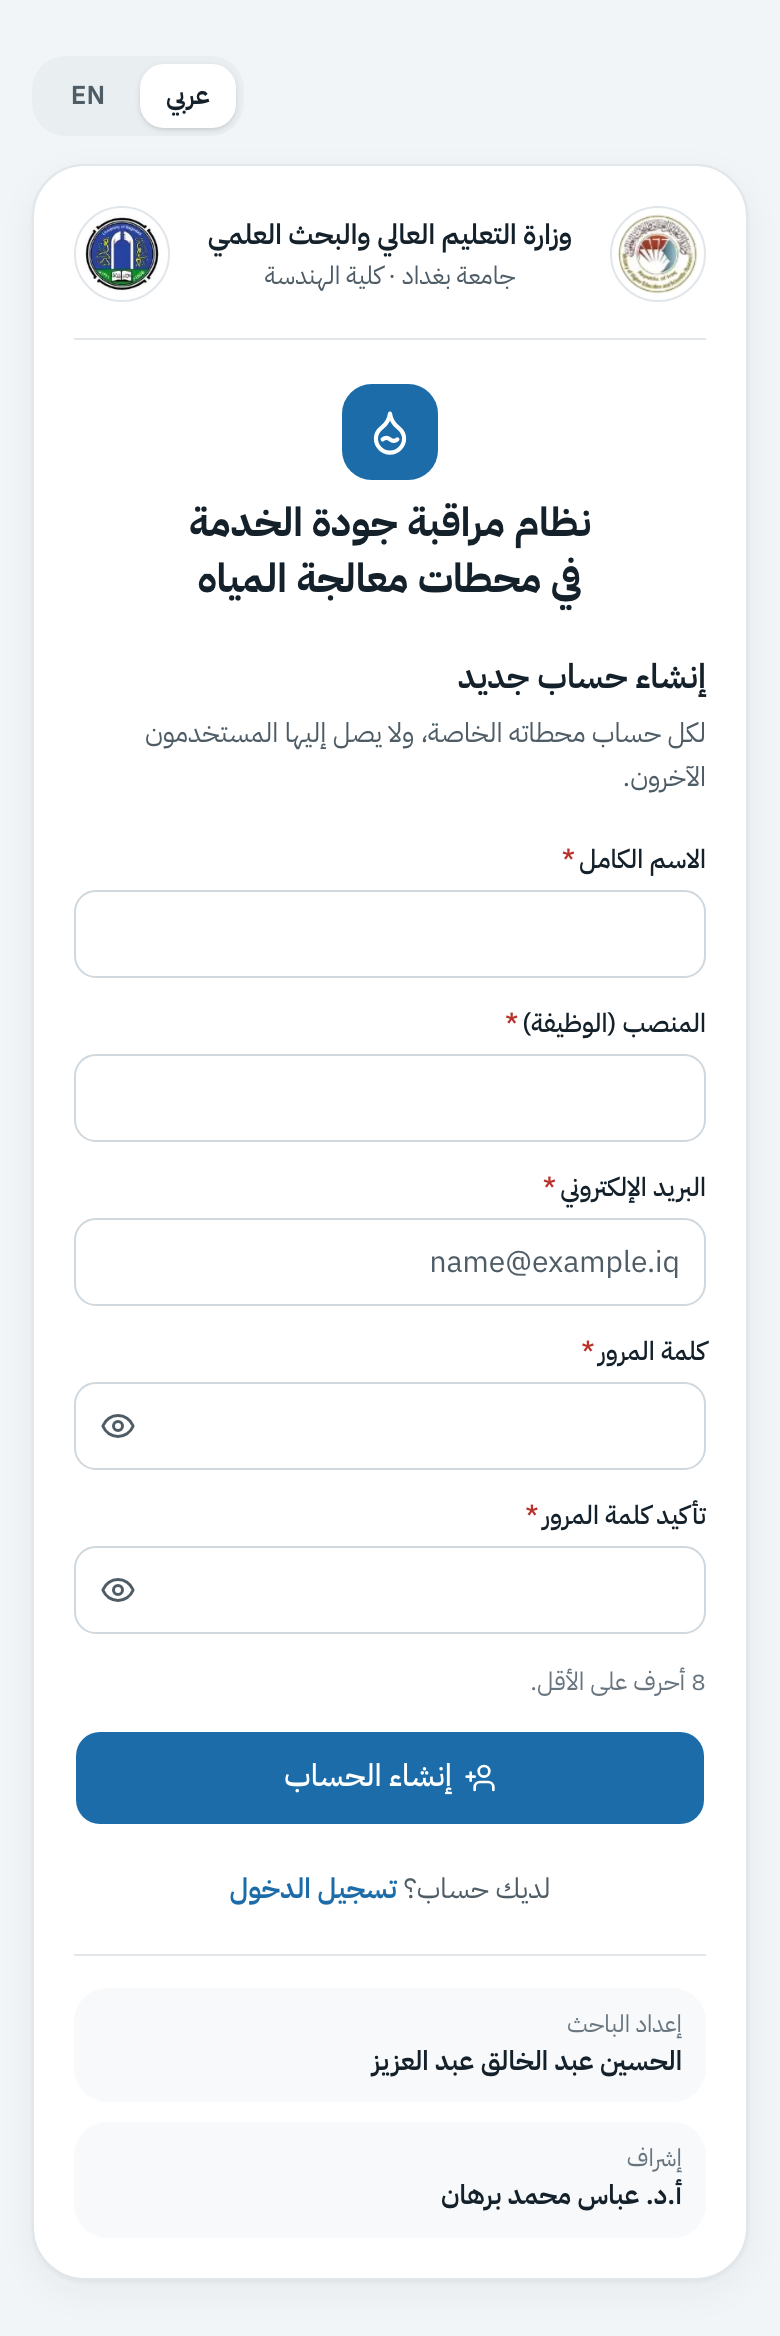 عربي
EN
وزارة التعليم العالي والبحث العلمي
جامعة بغداد · كلية الهندسة
نظام مراقبة جودة الخدمة
في محطات معالجة المياه
إنشاء حساب جديد
لكل حساب محطاته الخاصة، ولا يصل إليها المستخدمون
الآخرون.
الاسم الكامل *
المنصب (الوظيفة) *
البريد الإلكتروني *
name@example.iq
كلمة المرور *
تأكيد كلمة المرور *
8 أحرف على الأقل.
إنشاء الحساب
لديك حساب؟ تسجيل الدخول
إعداد الباحث
الحسين عبد الخالق عبد العزيز
إشراف
أ.د. عباس محمد برهان